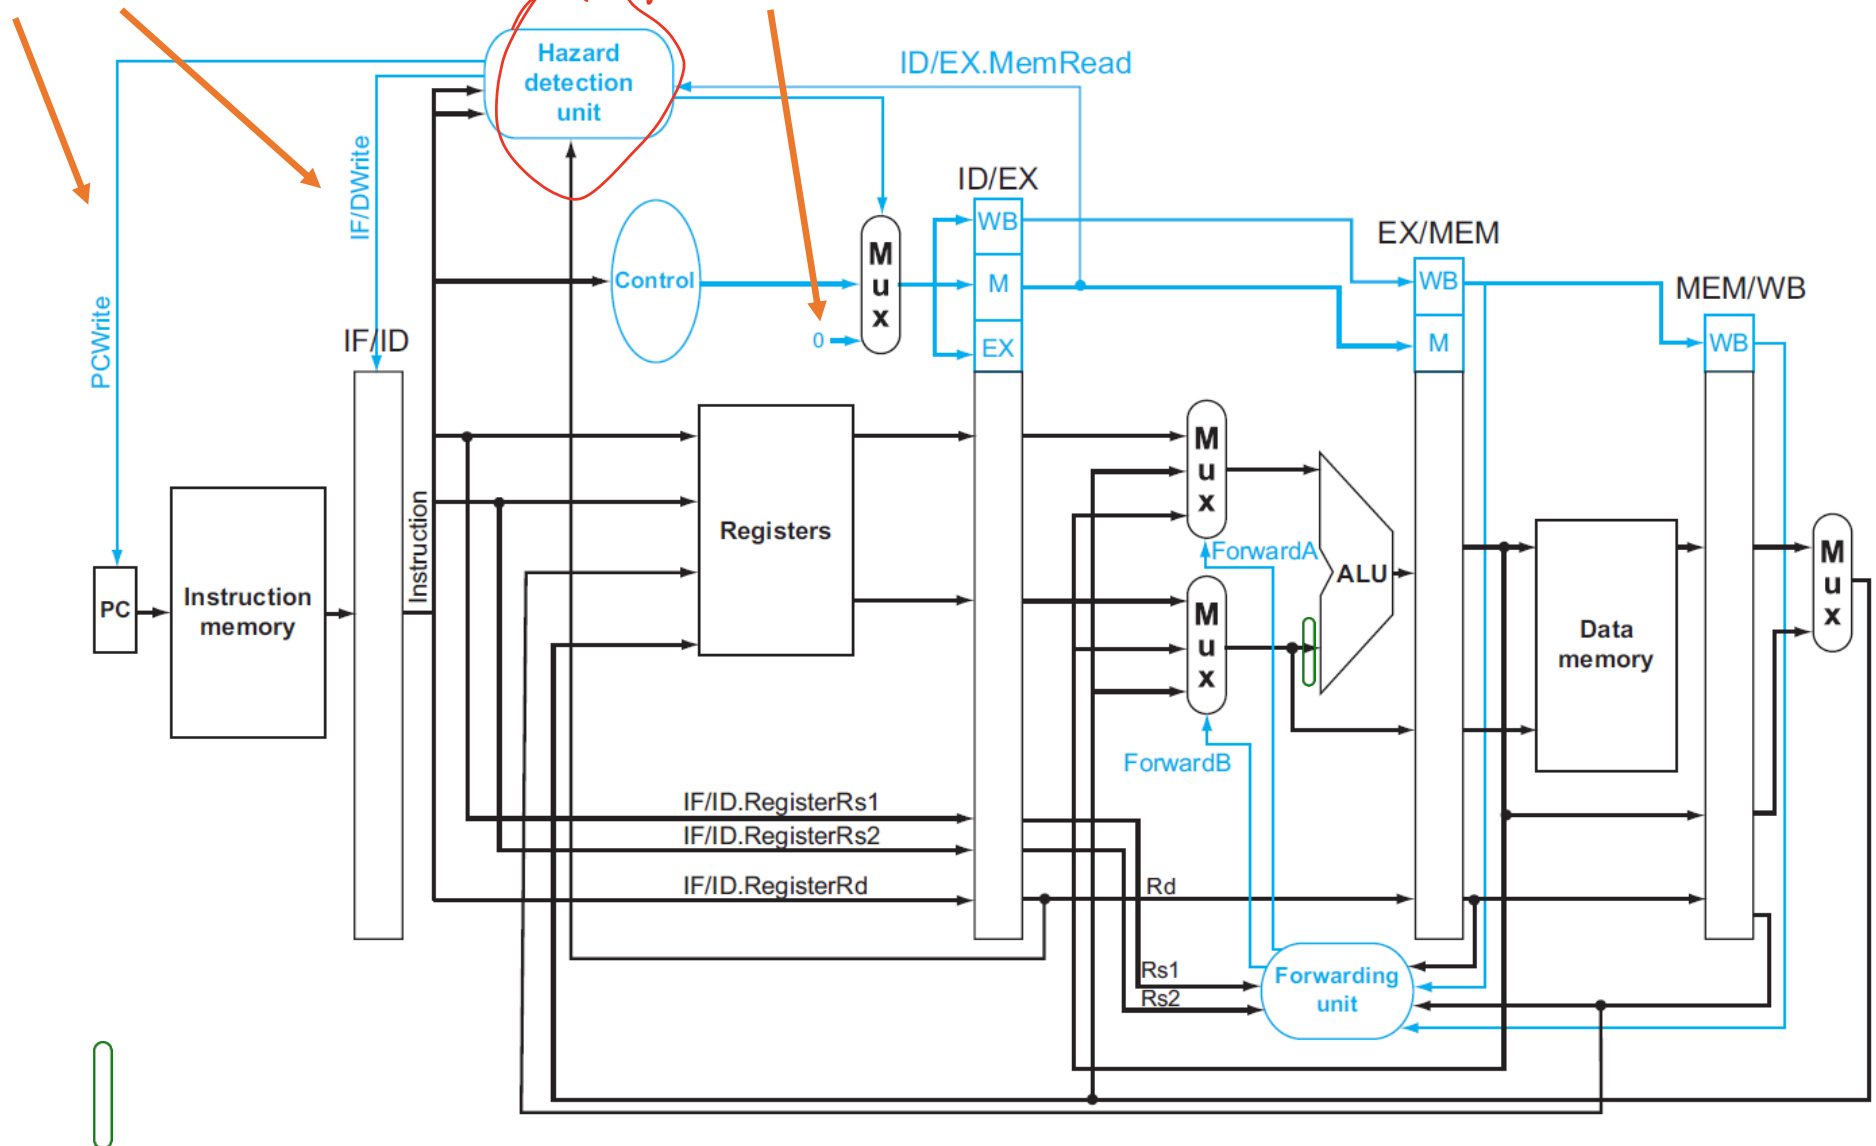 Hazard
detection
unit
ID/EX.MemRead
IF/DWrite
PCWrite
ID/EX
WB
M
EX
EX/MEM
WB
M
MEM/WB
WB
Control
M
u
x
0
IF/ID
Instruction
PC
Instruction
memory
Registers
M
u
x
ForwardA
M
u
x
ForwardB
ALU
Data
memory
M
u
x
IF/ID.RegisterRs1
IF/ID.RegisterRs2
IF/ID.RegisterRd
Rd
Rs1
Rs2
Forwarding
unit